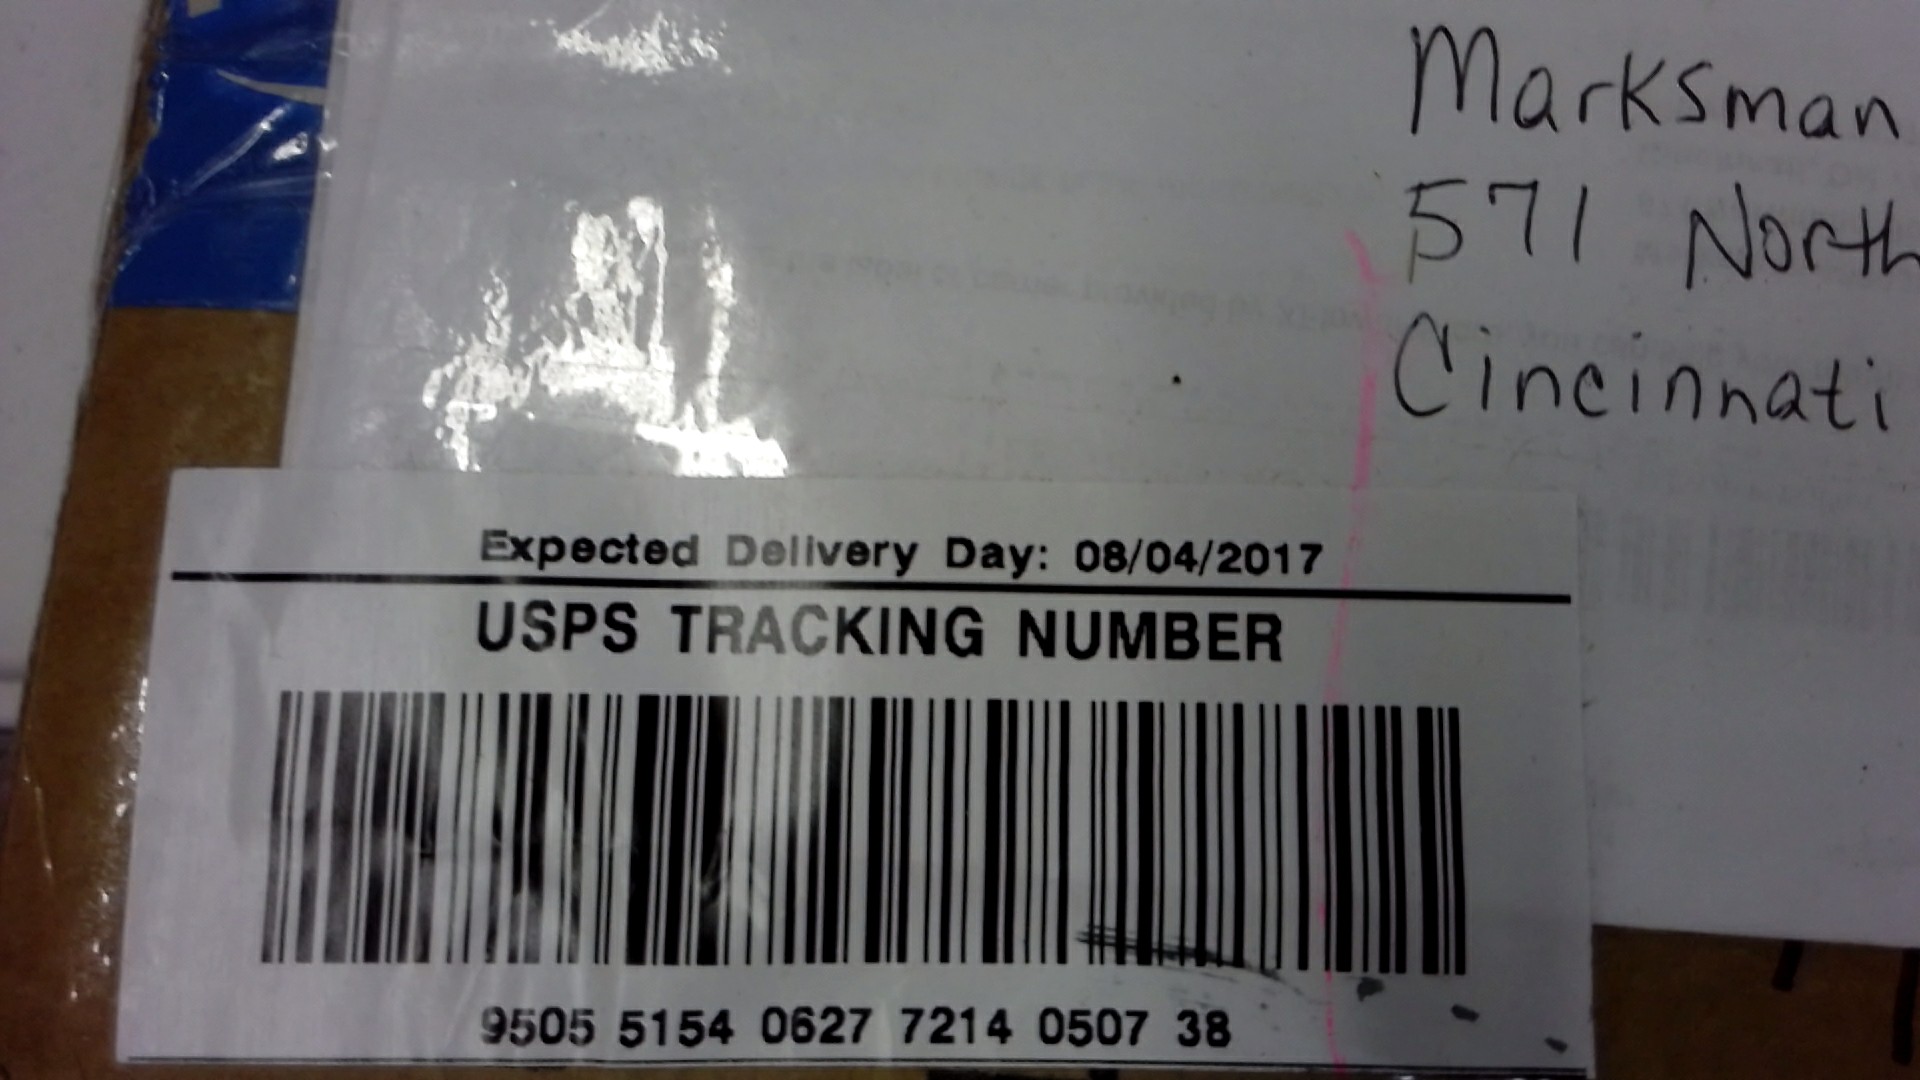 Marksman
571 North
Cincinnati
Expected Delivery Day: 08/04/2017
USPS TRACKING NUMBER
9505 5154 0627 7214 0507 38